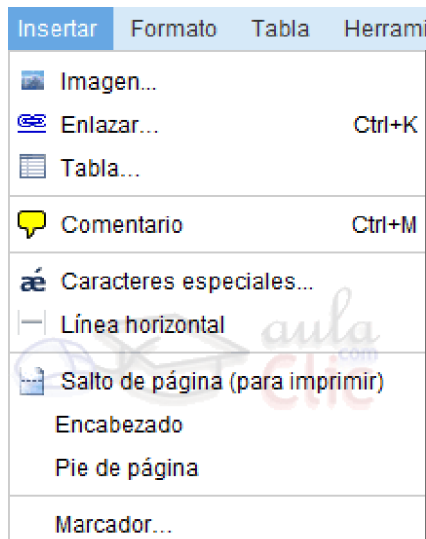 Insertar Formato Tabla Herrami
Imagen...
Enlazar... Ctrl+K
Tabla...
Comentario Ctrl+M
æ Caracteres especiales...
Línea horizontal
aula
.com
Clic
Salto de página (para imprimir)
Encabezado
Pie de página
Marcador...